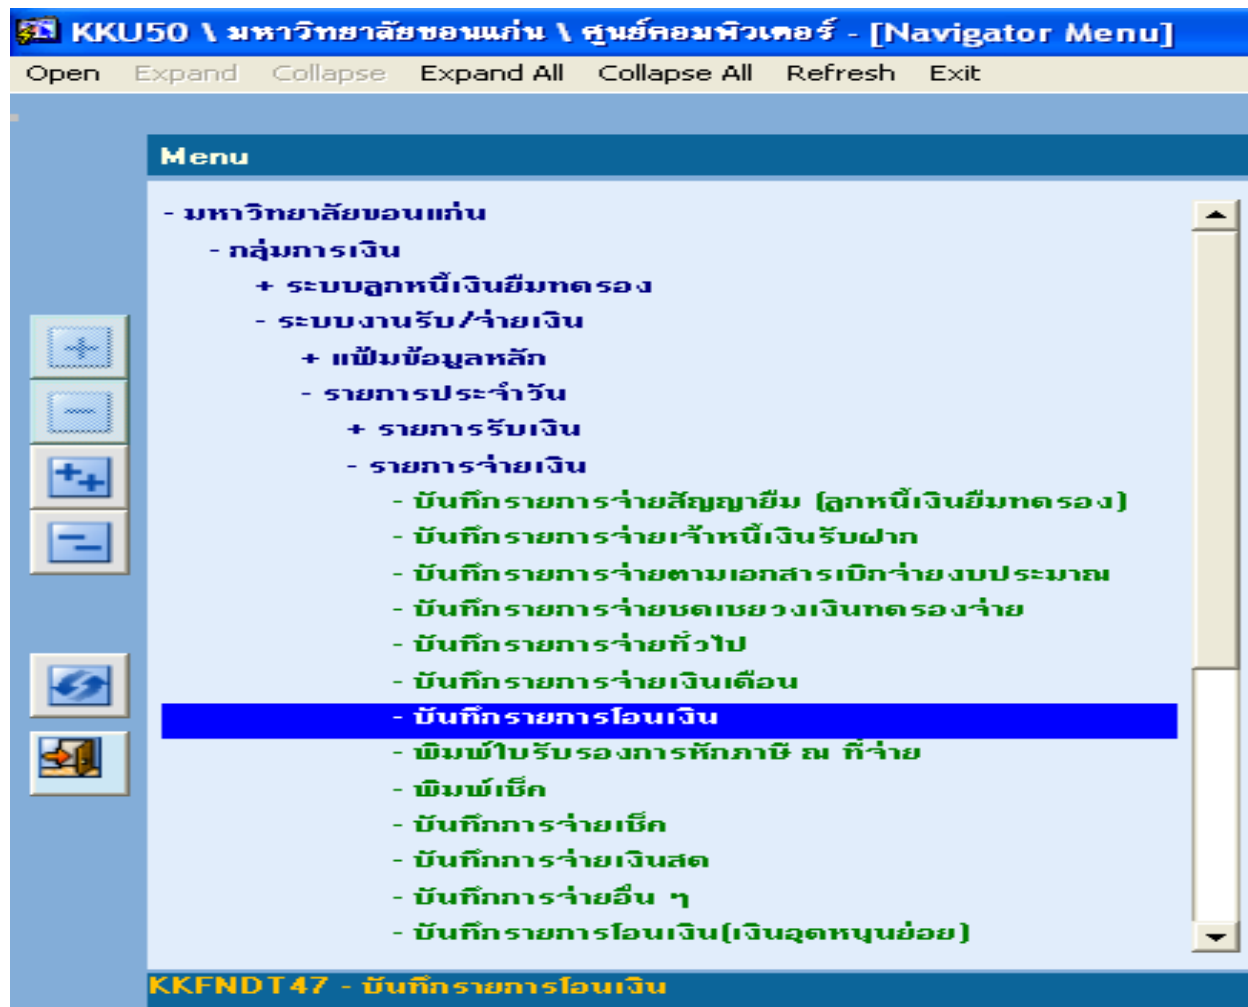 KKU50 \ มหาวิทยาลัยขอนแก่น \ ศูนย์คอมพิวเตอร์ - [Navigator Menu]
Open Expand Collapse Expand All Collapse All Refresh Exit
Menu
- มหาวิทยาลัยขอนแก่น
- กลุ่มการเงิน
+ ระบบลูกหนี้เงินยืมทดรอง
- ระบบงานรับ/จ่ายเงิน
+ แฟ้มข้อมูลหลัก
- รายการประจำวัน
+ รายการรับเงิน
- รายการจ่ายเงิน
- บันทึกรายการจ่ายสัญญายืม (ลูกหนี้เงินยืมทดรอง)
- บันทึกรายการจ่ายเจ้าหนี้เงินรับฝาก
- บันทึกรายการจ่ายตามเอกสารเบิกจ่ายงบประมาณ
- บันทึกรายการจ่ายชดเชยวงเงินทดรองจ่าย
- บันทึกรายการจ่ายทั่วไป
- บันทึกรายการจ่ายเงินเดือน
- บันทึกรายการโอนเงิน
- พิมพ์ใบรับรองการหักภาษี ณ ที่จ่าย
- พิมพ์เช็ค
- บันทึกการจ่ายเช็ค
- บันทึกการจ่ายเงินสด
- บันทึกการจ่ายอื่น ๆ
- บันทึกรายการโอนเงิน(เงินอุดหนุนย่อย)
KKFNDT47 - บันทึกรายการโอนเงิน